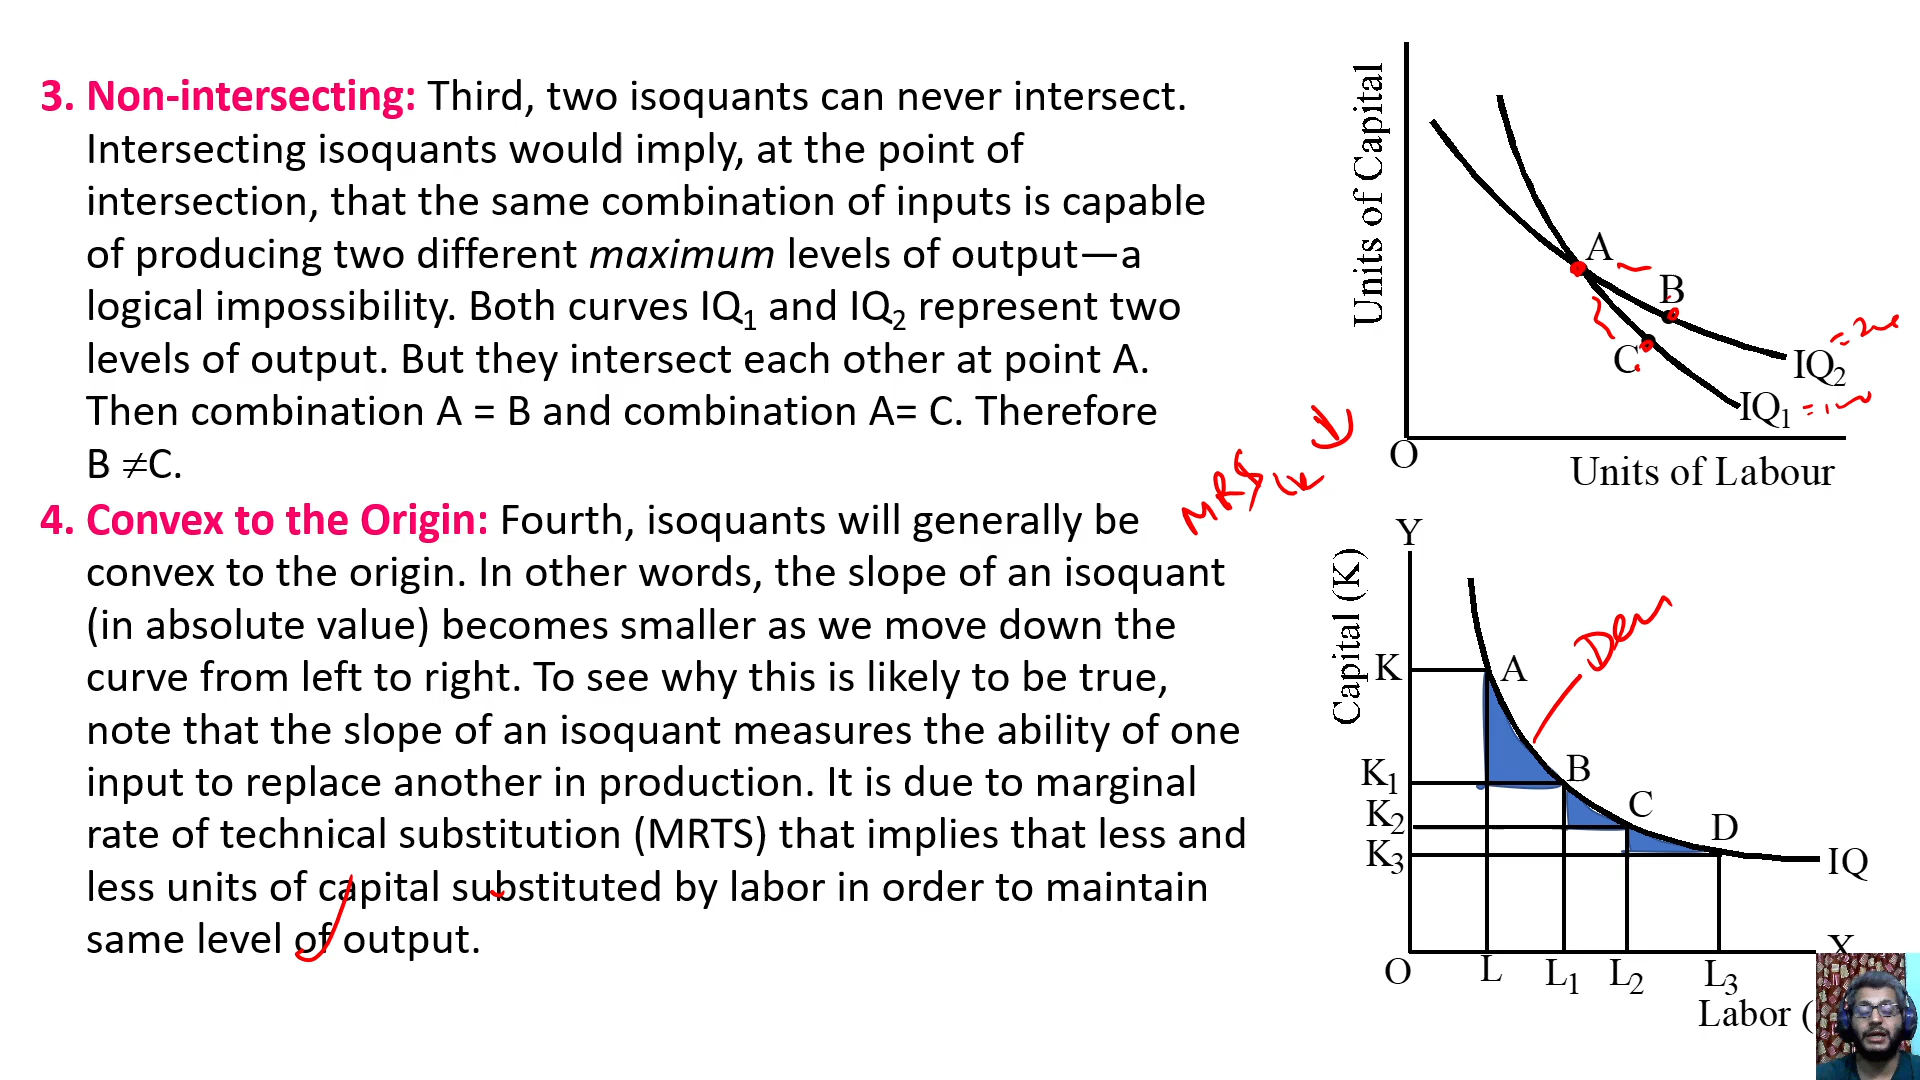 3. Non-intersecting: Third, two isoquants can never intersect.
Intersecting isoquants would imply, at the point of
intersection, that the same combination of inputs is capable
of producing two different maximum levels of output—a
logical impossibility. Both curves IQ1 and IQ2 represent two
levels of output. But they intersect each other at point A.
Then combination A = B and combination A= C. Therefore
B ≠C.
4. Convex to the Origin: Fourth, isoquants will generally be
convex to the origin. In other words, the slope of an isoquant
(in absolute value) becomes smaller as we move down the
curve from left to right. To see why this is likely to be true,
note that the slope of an isoquant measures the ability of one
input to replace another in production. It is due to marginal
rate of technical substitution (MRTS) that implies that less and
less units of capital substituted by labor in order to maintain
same level of output.
Units of Capital
A
B
C
IQ2
IQ1
O
Units of Labour
MRS LK
Y
Capital (K)
K
A
K1
B
K2
C
K3
D
IQ
X
O
L
L1
L2
L3
Labor (